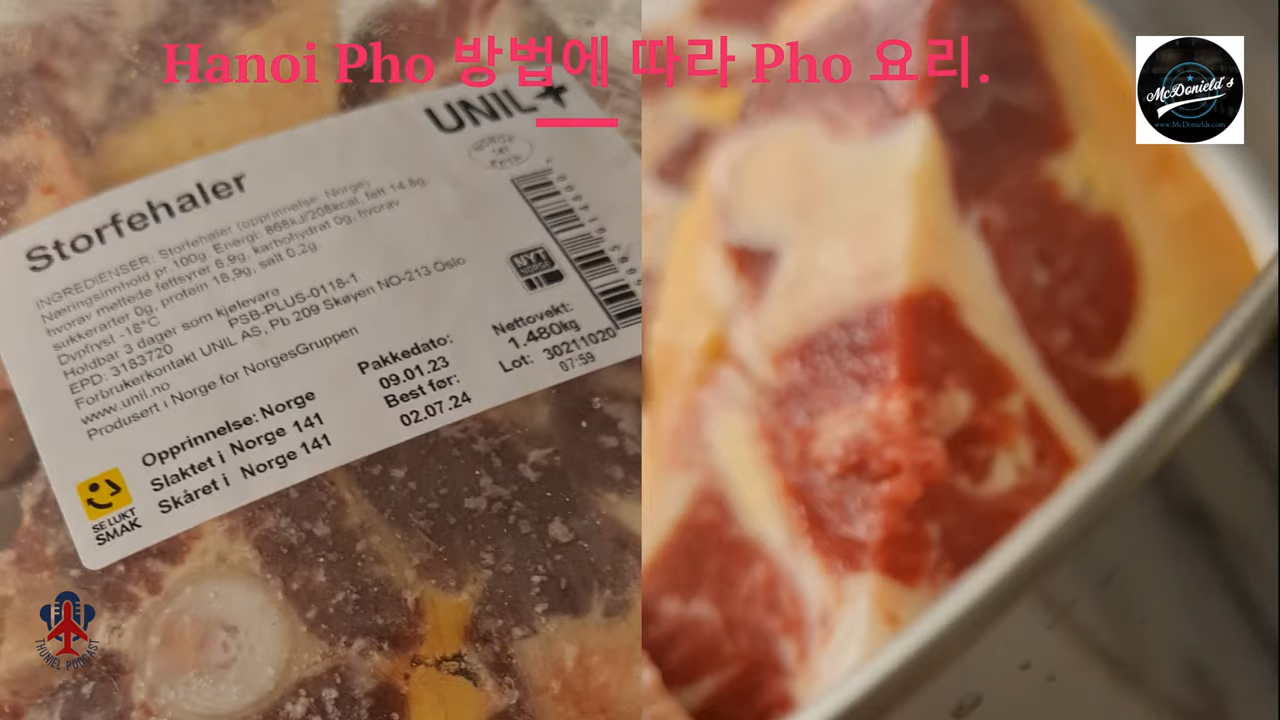 Hanoi Pho 방법에 따라 Pho 요리.
McDonield's
www.McDonields.com
UNIL+
Storfehaler
INGREDIENSER: Storfehaler (opprinnelse: Norge).
Næringsinnhold pr 100g: Energi: 868kJ/208kcal, fett 14,8g,
hvorav mettede fettsyrer 6,9g, karbohydrat 0g, hvorav
sukkerarter 0g, protein 18,9g, salt 0,2g.
Dypfryst -18°C
Holdbar 3 dager som kjølevare
EPD: 3183720 PSB-PLUS-0118-1
Forbrukerkontakt UNIL AS, Pb 209 Skøyen NO-213 Oslo
www.unil.no
Produsert i Norge for NorgesGruppen
NYT
Opprinnelse: Norge
Slaktet i Norge 141
Skåret i Norge 141
Pakkedato:
09.01.23
Best før:
02.07.24
Nettovekt:
1.480kg
Lot: 30211020
07:59
SE LUKT
SMAK
THUNIEL PODCAST